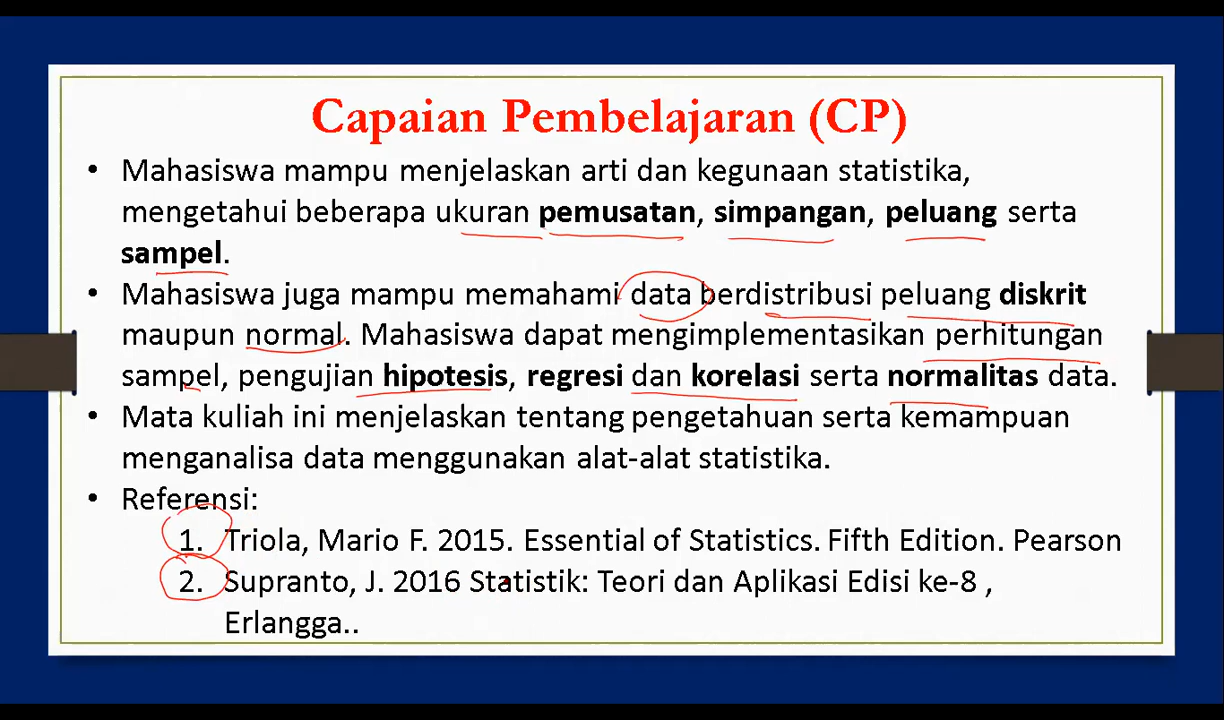 Capaian Pembelajaran (CP)
• Mahasiswa mampu menjelaskan arti dan kegunaan statistika,
mengetahui beberapa ukuran pemusatan, simpangan, peluang serta
sampel.
• Mahasiswa juga mampu memahami data berdistribusi peluang diskrit
maupun normal. Mahasiswa dapat mengimplementasikan perhitungan
sampel, pengujian hipotesis, regresi dan korelasi serta normalitas data.
• Mata kuliah ini menjelaskan tentang pengetahuan serta kemampuan
menganalisa data menggunakan alat-alat statistika.
• Referensi:
1. Triola, Mario F. 2015. Essential of Statistics. Fifth Edition. Pearson
2. Supranto, J. 2016 Statistik: Teori dan Aplikasi Edisi ke-8 ,
Erlangga..